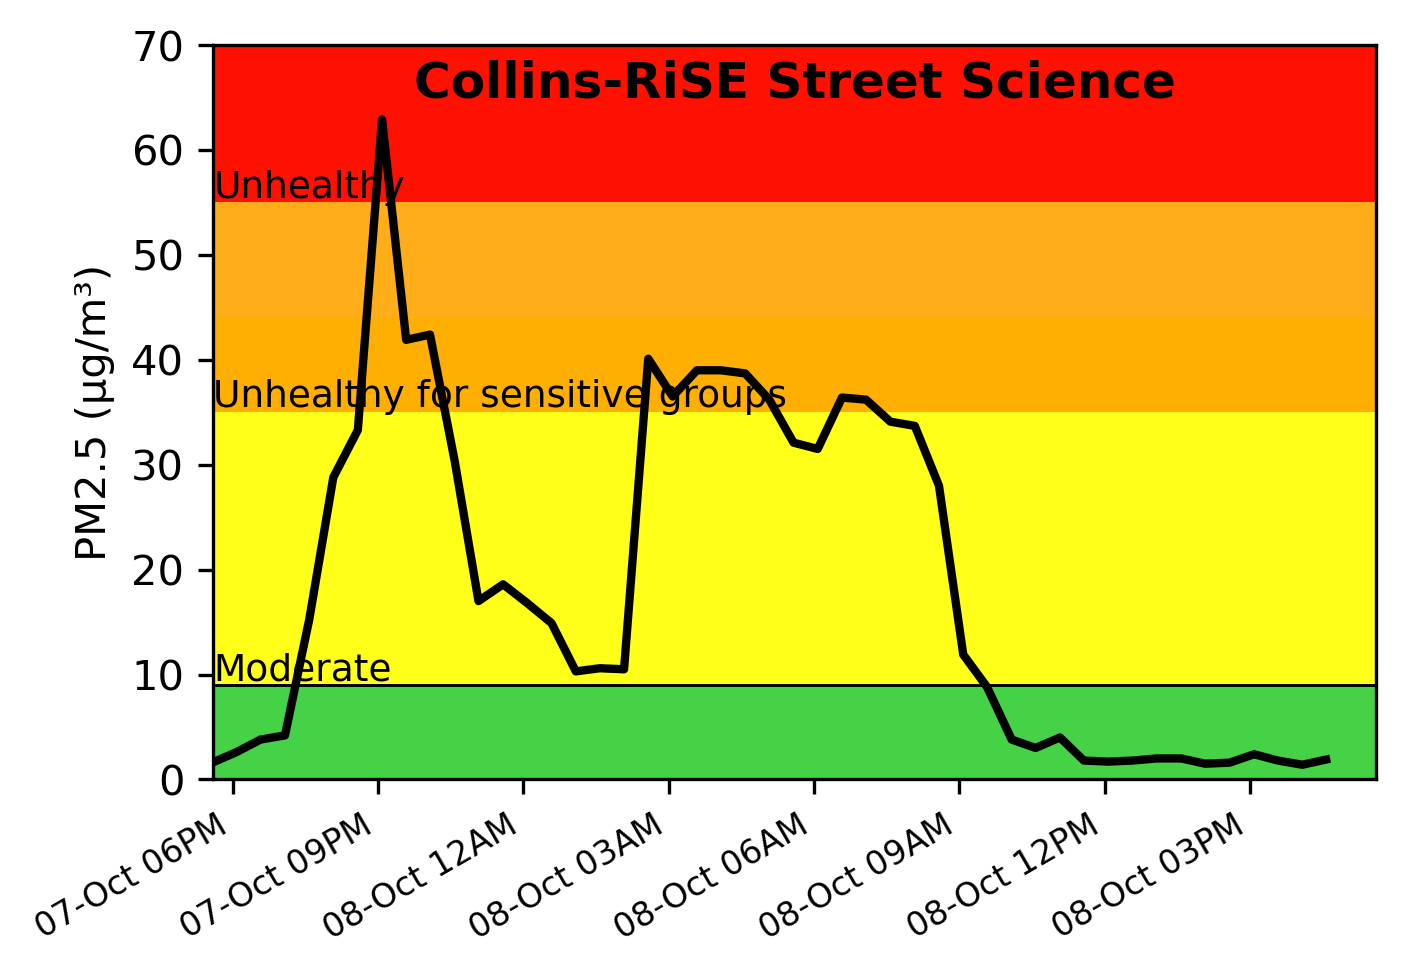 Collins-RiSE Street Science
70
60
50
40
30
20
10
0
PM2.5 (µg/m³)
Unhealthy
Unhealthy for sensitive groups
Moderate
07-Oct 06PM
07-Oct 09PM
08-Oct 12AM
08-Oct 03AM
08-Oct 06AM
08-Oct 09AM
08-Oct 12PM
08-Oct 03PM